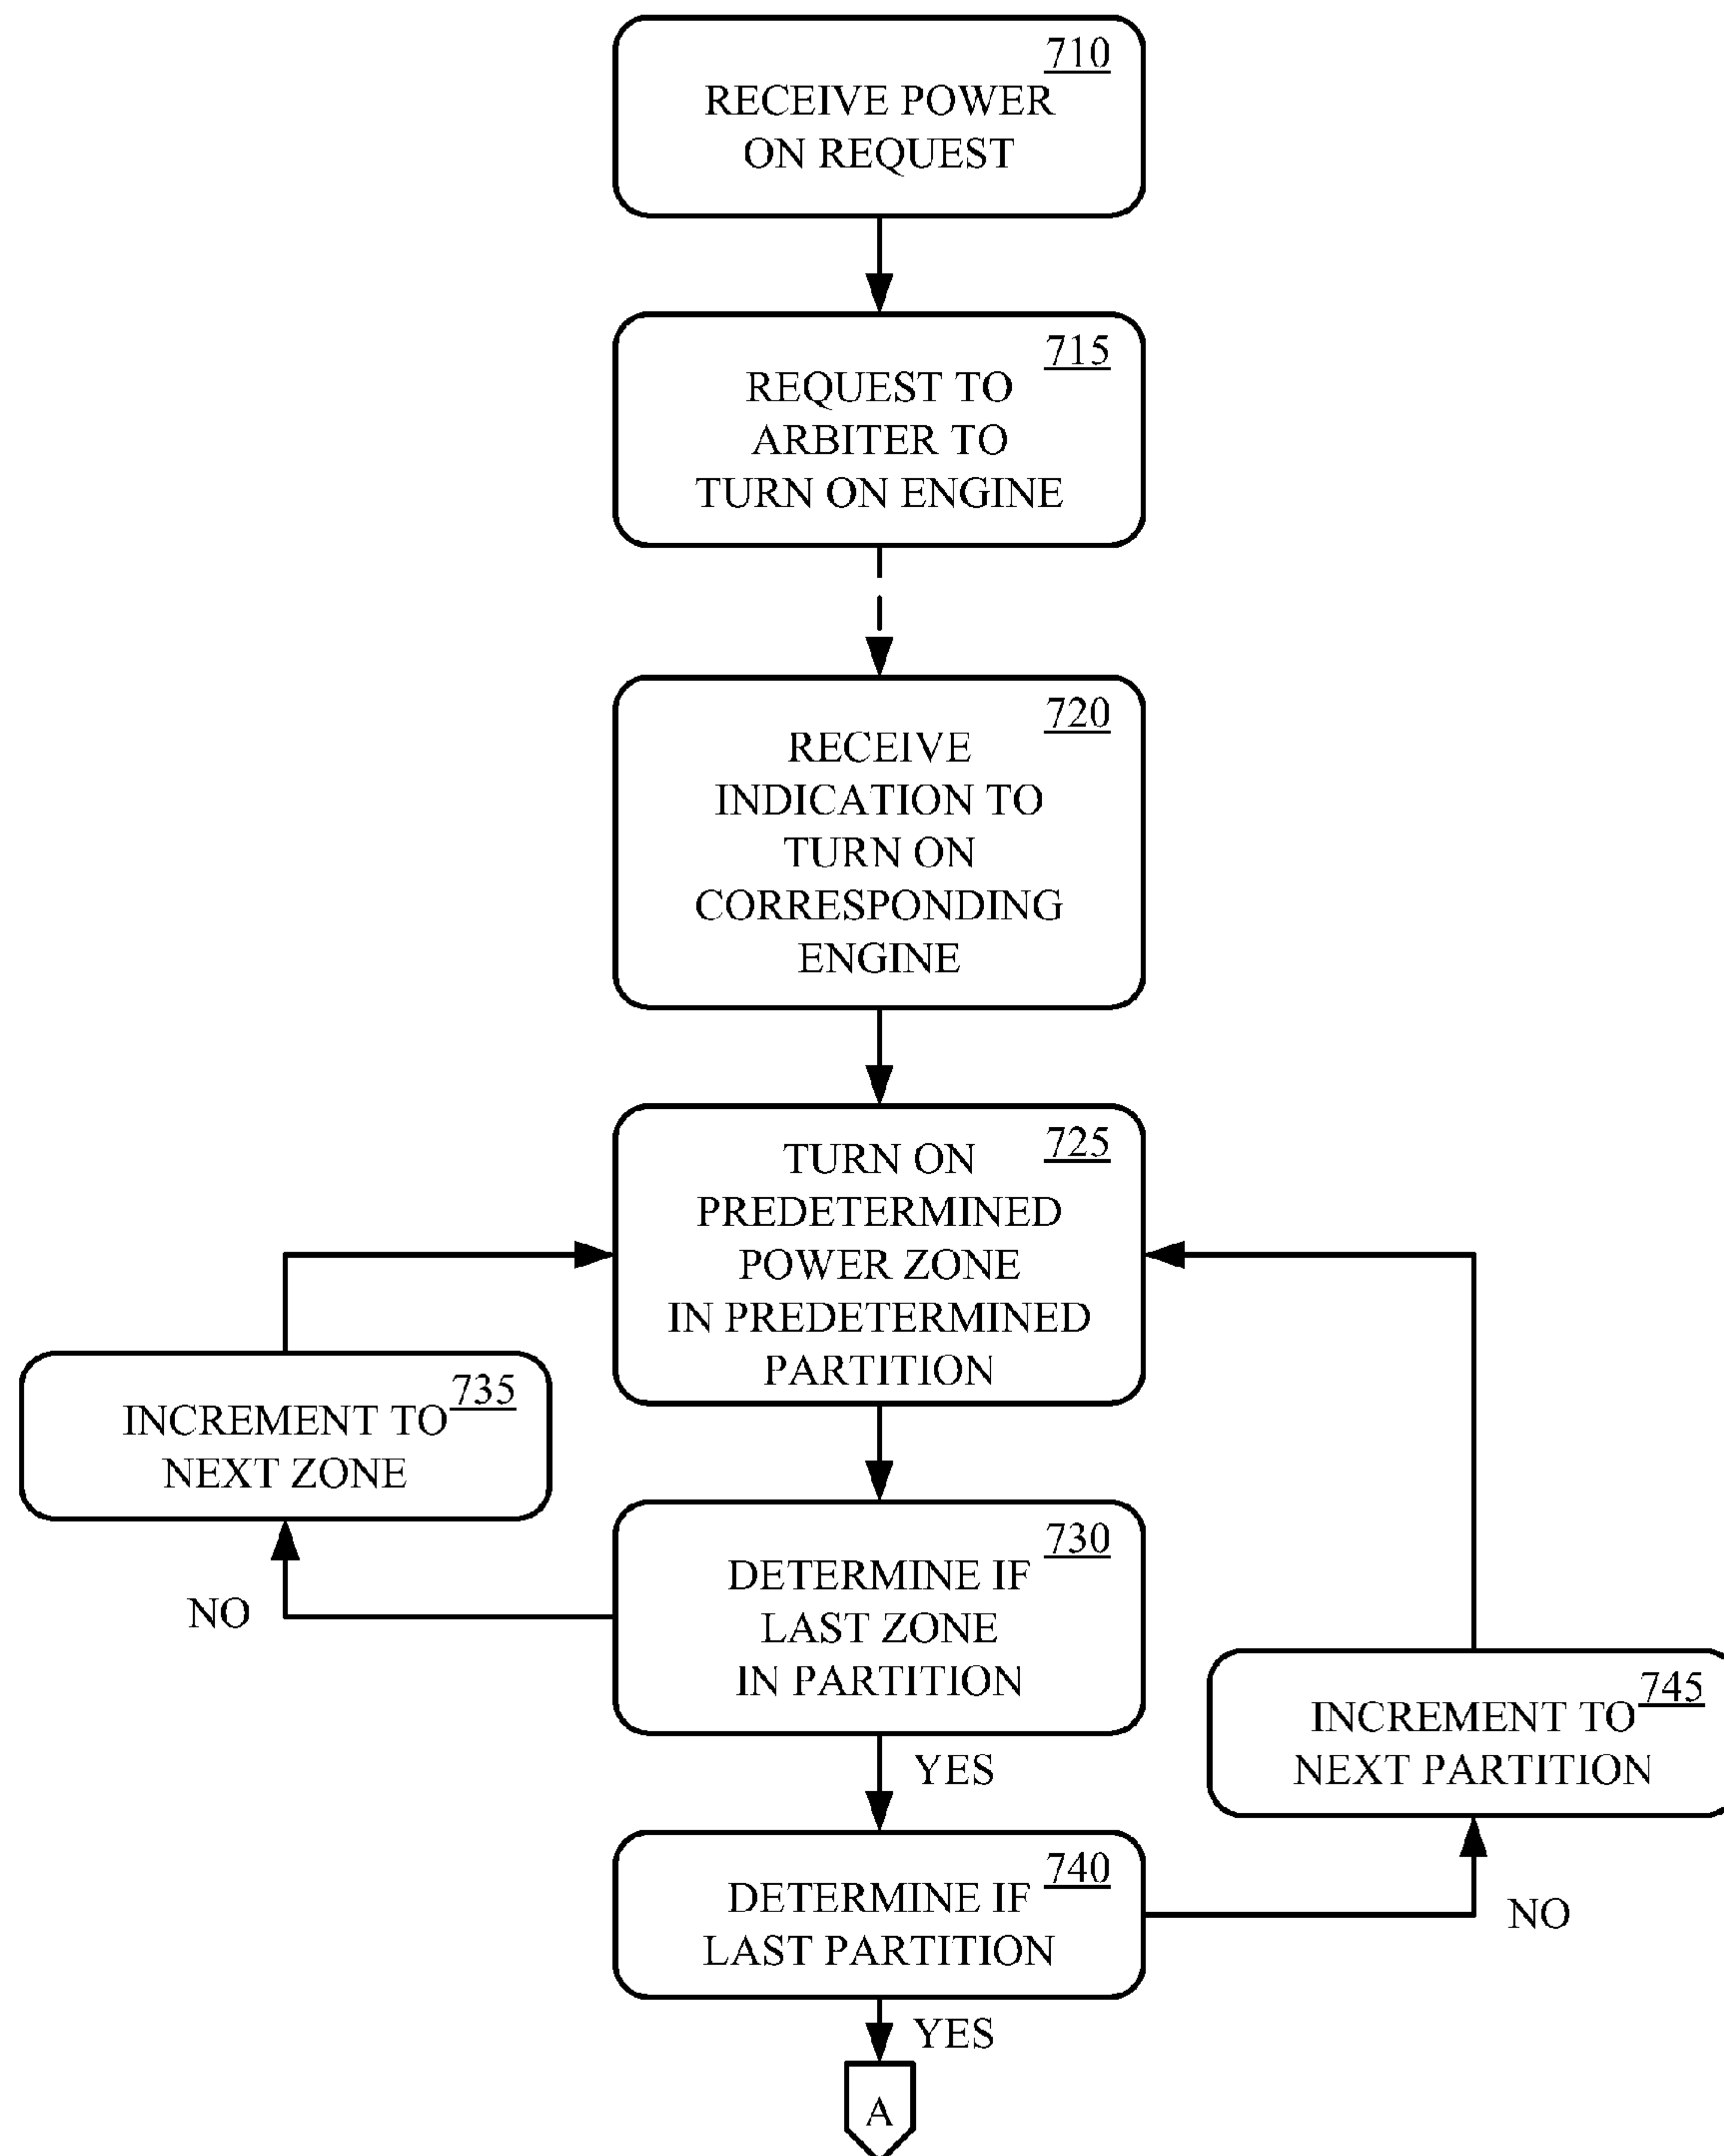 710
RECEIVE POWER
ON REQUEST
715
REQUEST TO
ARBITER TO
TURN ON ENGINE
720
RECEIVE
INDICATION TO
TURN ON
CORRESPONDING
ENGINE
725
TURN ON
PREDETERMINED
POWER ZONE
IN PREDETERMINED
PARTITION
735
INCREMENT TO
NEXT ZONE
NO
730
DETERMINE IF
LAST ZONE
IN PARTITION
YES
745
INCREMENT TO
NEXT PARTITION
NO
740
DETERMINE IF
LAST PARTITION
YES
A